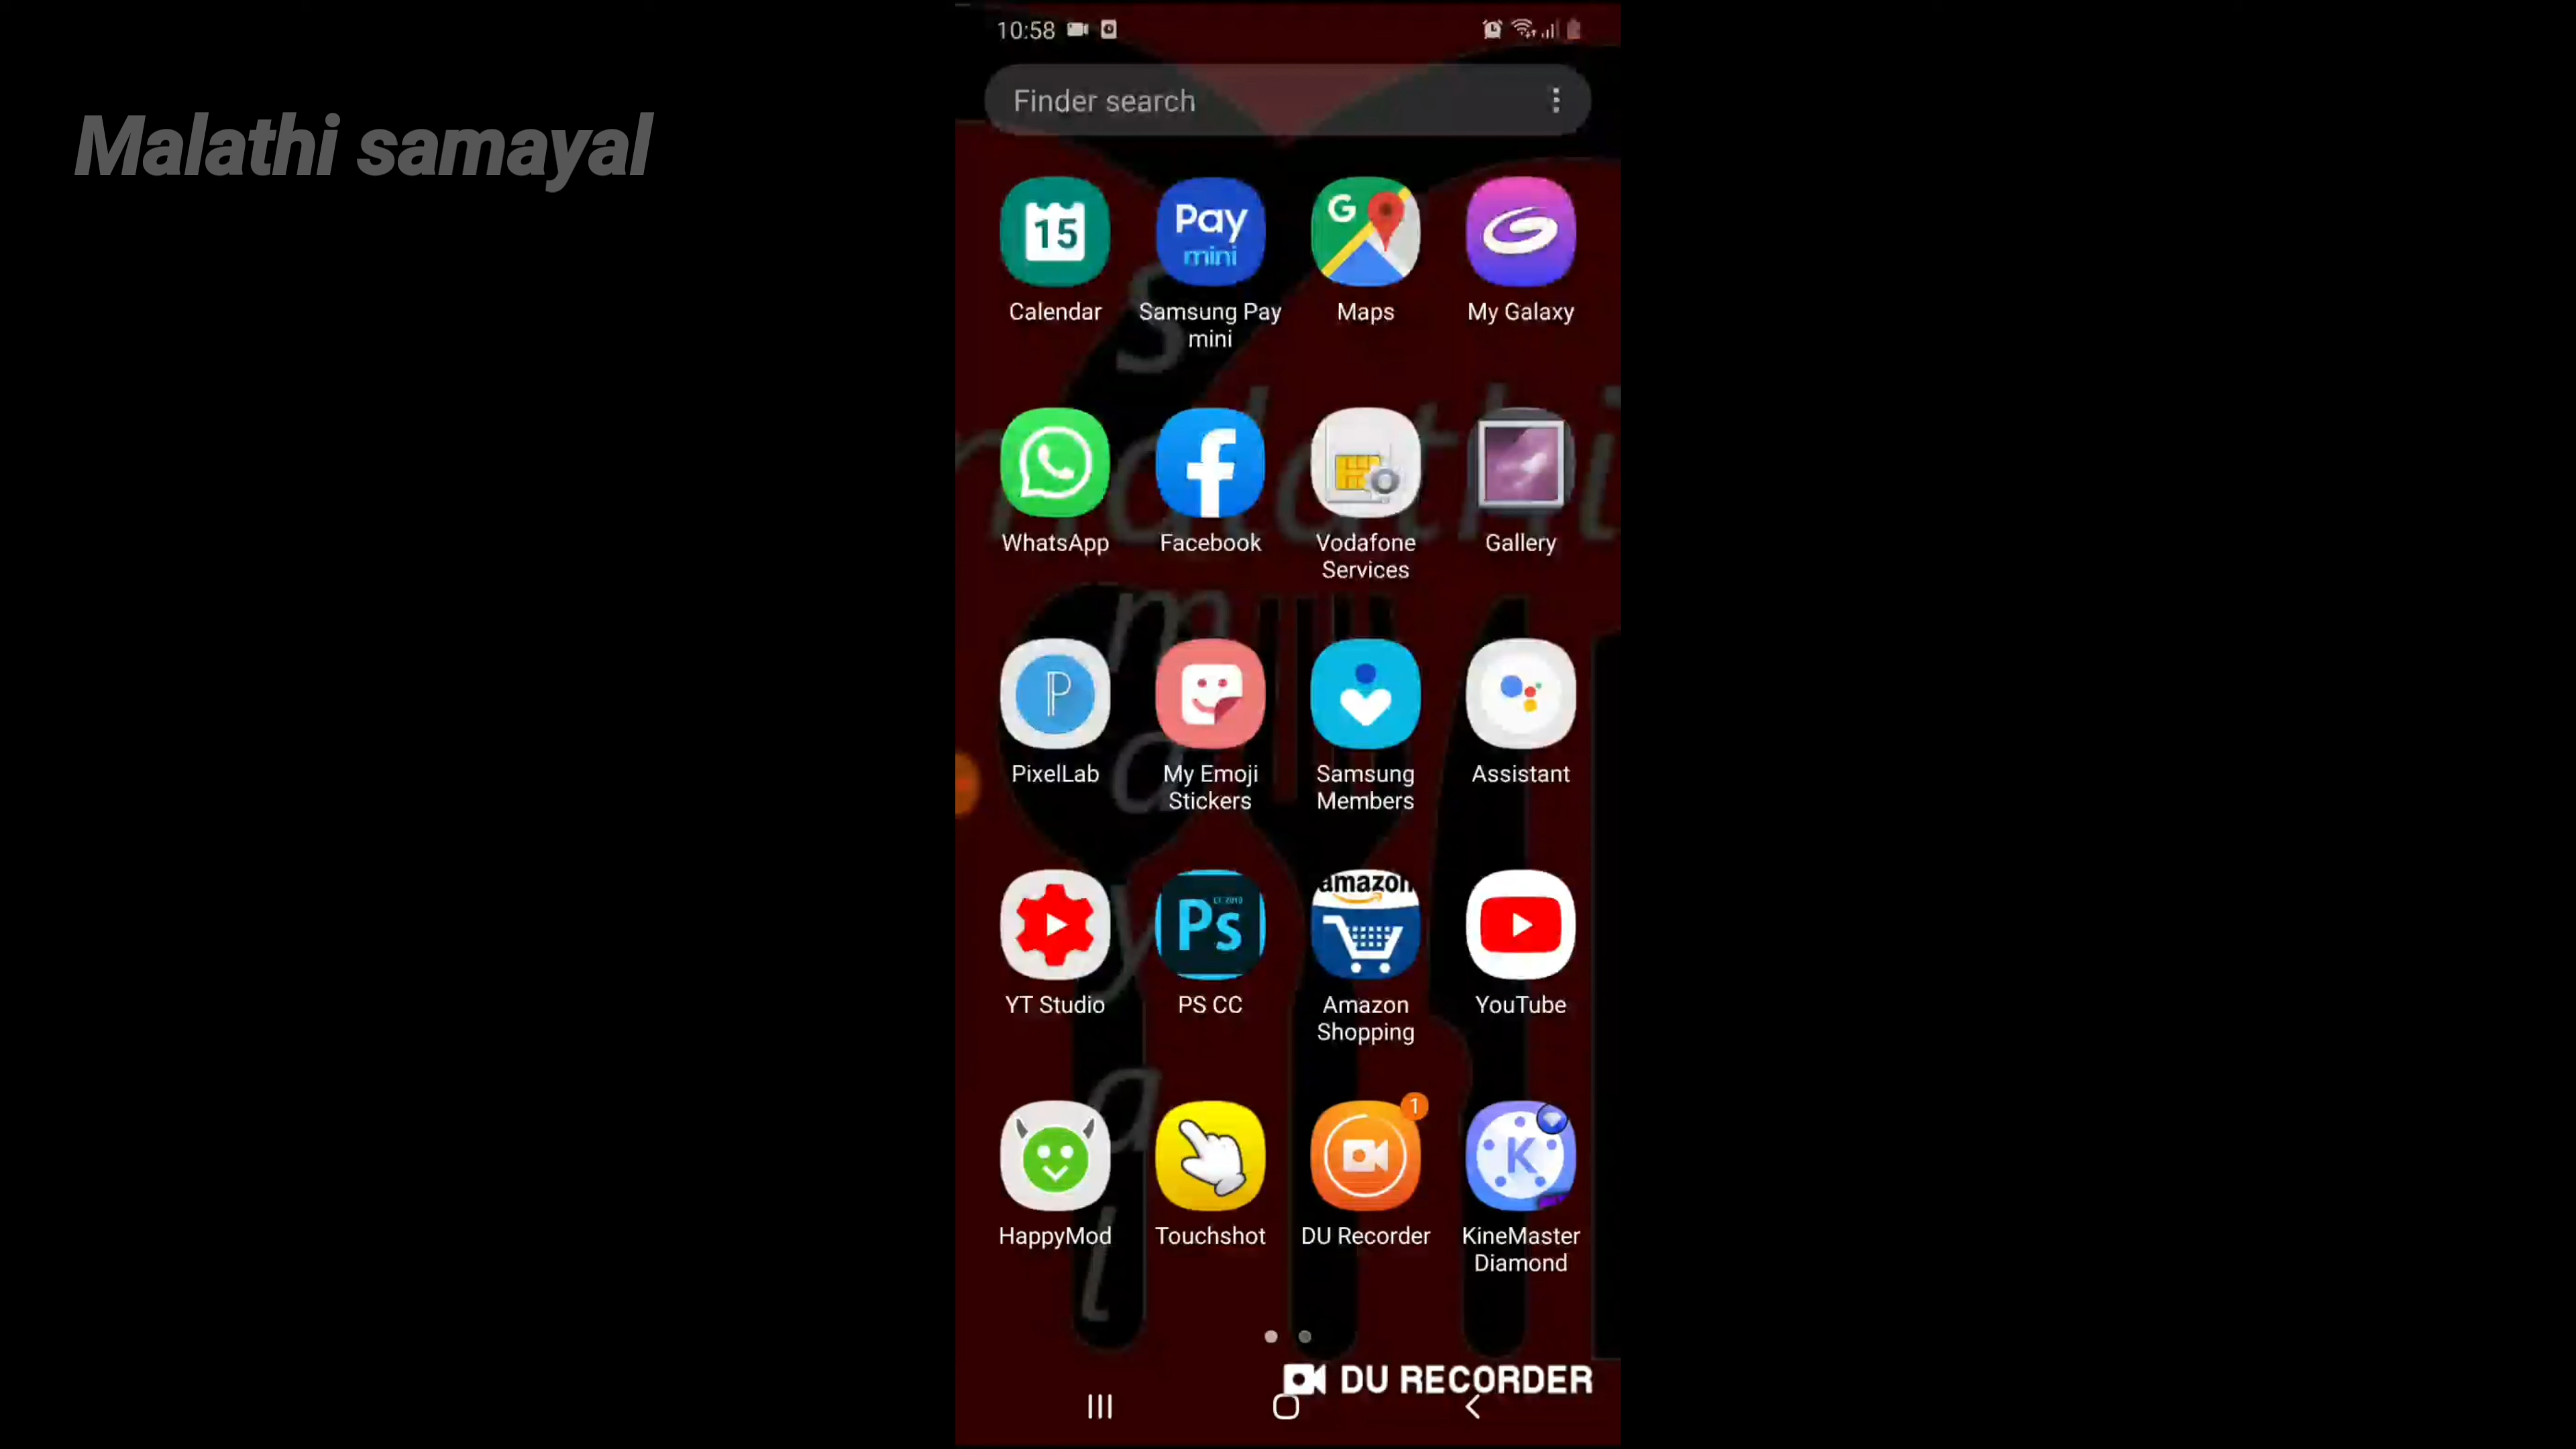 10:58
Malathi samayal
Finder search
15
Pay
mini
G
Calendar
Samsung Pay
mini
Maps
My Galaxy
s
malathi
WhatsApp
Facebook
Vodafone
Services
Gallery
m
P
a
PixelLab
My Emoji
Stickers
Samsung
Members
Assistant
y
Ps
amazon
YT Studio
PS CC
Amazon
Shopping
YouTube
a
1
K
HappyMod
Touchshot
DU Recorder
KineMaster
Diamond
l
DU RECORDER